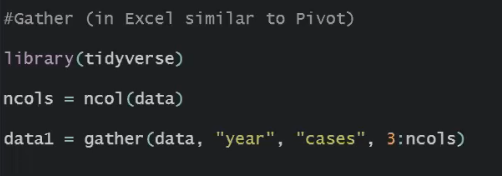 #Gather (in Excel similar to Pivot)
library(tidyverse)
ncols = ncol(data)
data1 = gather(data, "year", "cases", 3:ncols)